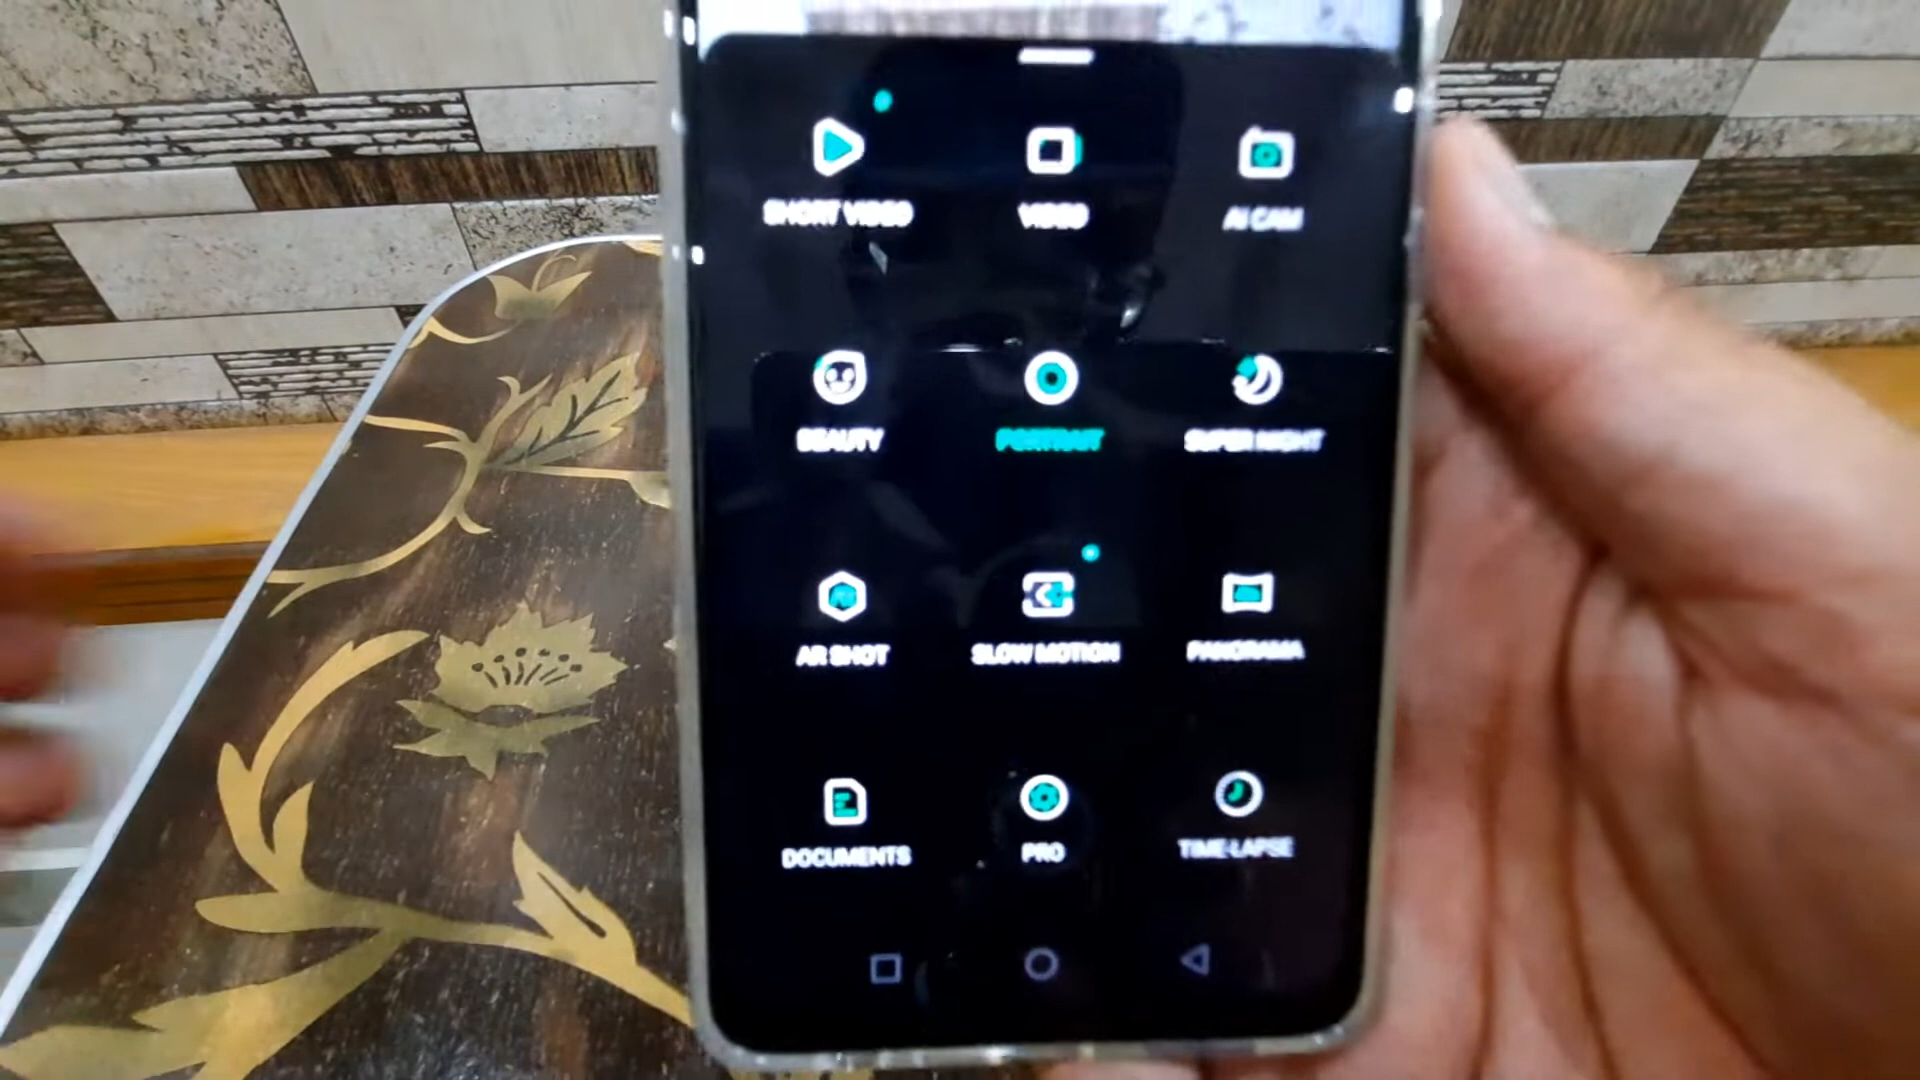 SHORT VIDEO
VIDEO
AI CAM
BEAUTY
PORTRAIT
SUPER NIGHT
AR SHOT
SLOW MOTION
PANORAMA
DOCUMENTS
PRO
TIME-LAPSE